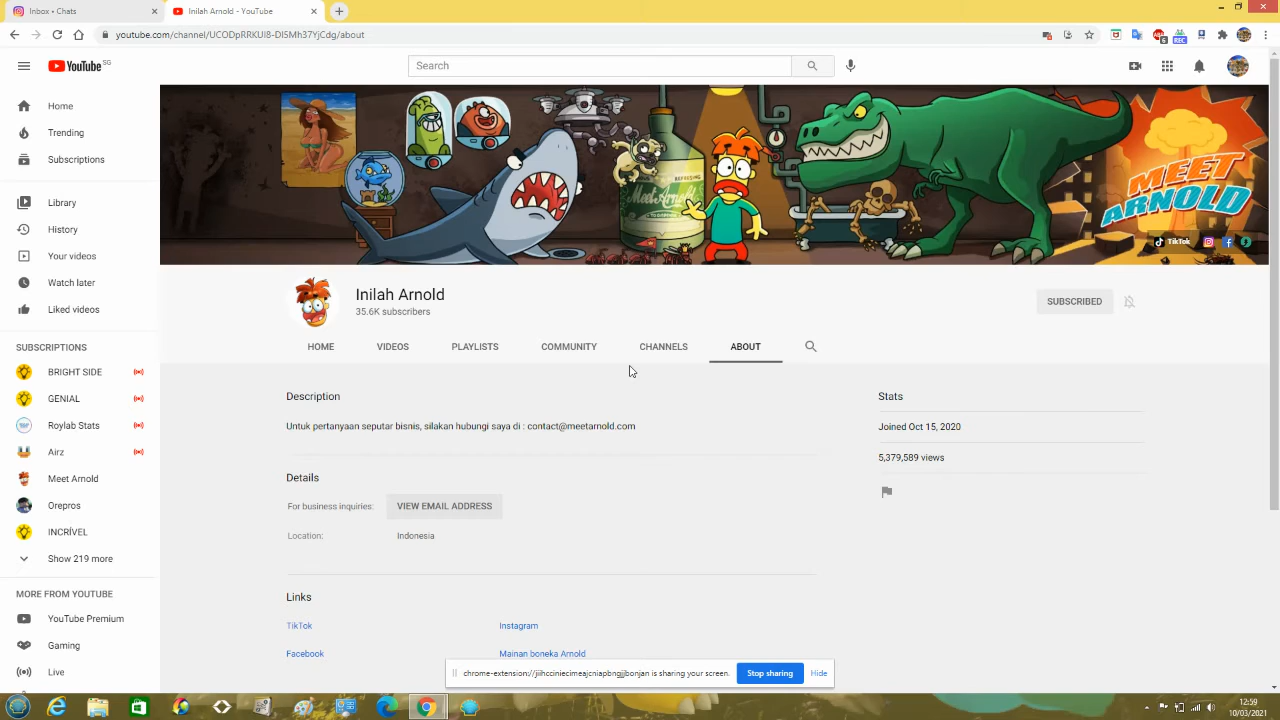 Inbox • Chats
Inilah Arnold - YouTube
youtube.com/channel/UCODpRRKUI8-DI5Mh37YjCdg/about
YouTube SG
Search
Home
Trending
Subscriptions
Library
History
Your videos
Watch later
Liked videos
SUBSCRIPTIONS
BRIGHT SIDE
GENIAL
Roylab Stats
Airz
Meet Arnold
Orepros
INCRÍVEL
Show 219 more
MORE FROM YOUTUBE
YouTube Premium
Gaming
Live
REFRESHING
Meet Arnold
MEET
ARNOLD
TikTok
Inilah Arnold
35.6K subscribers
SUBSCRIBED
HOME
VIDEOS
PLAYLISTS
COMMUNITY
CHANNELS
ABOUT
Description
Untuk pertanyaan seputar bisnis, silakan hubungi saya di : contact@meetarnold.com
Details
For business inquiries:
VIEW EMAIL ADDRESS
Location:
Indonesia
Links
TikTok
Instagram
Facebook
Mainan boneka Arnold
Stats
Joined Oct 15, 2020
5,379,589 views
chrome-extension://jiihcciniecimeajcniapbngjjbonjan is sharing your screen.
Stop sharing
Hide
12:59
10/03/2021